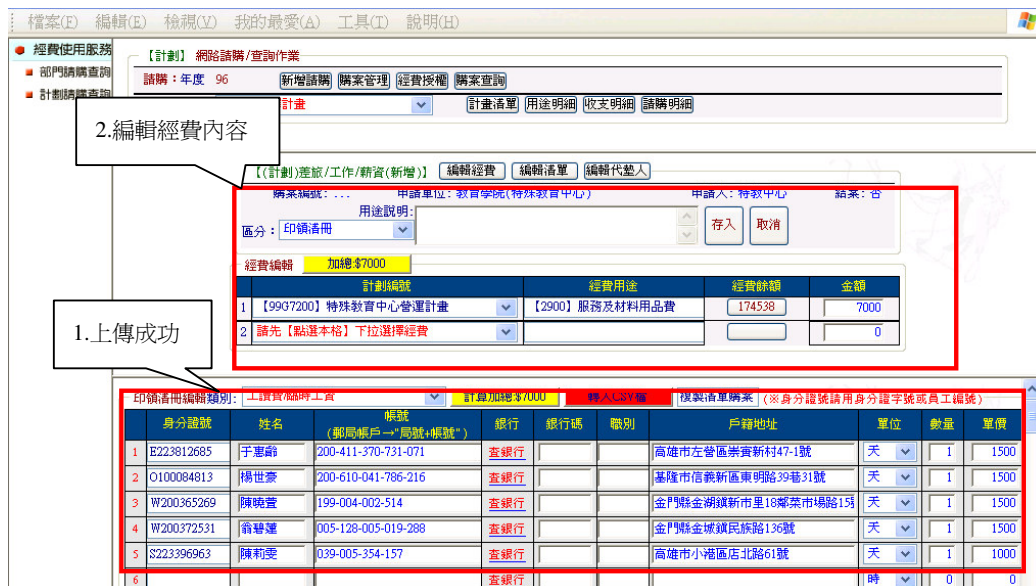 檔案(F) 編輯(E) 檢視(V) 我的最愛(A) 工具(T) 說明(H)
經費使用服務
部門請購查詢
計劃請購查詢
【計劃】 網路請購/查詢作業
請購：年度 96 新增請購 購案管理 經費授權 購案查詢
計畫 計畫清單 用途明細 收支明細 請購明細
2.編輯經費內容
【(計劃)差旅/工作/薪資(新增)】 編輯經費 編輯清單 編輯代墊人
購案編號：... 申請單位：教育學院(特殊教育中心) 申請人：特教中心 結案：否
用途說明:
區分：印領清冊 存入 取消
經費編輯 加總:$7000
計劃編號 經費用途 經費餘額 金額
1 【99G7200】特殊教育中心營運計畫 【2900】服務及材料用品費 174538 7000
2 請先【點選本格】下拉選擇經費 0
1.上傳成功
印領清冊編輯類別: 工讀費/臨時工資 計算加總:$7000 轉入CSV檔 複製清單購案 (※身分證號請用身分證字號或員工編號)
身分證號 姓名 帳號 銀行 銀行碼 職別 戶籍地址 單位 數量 單價
(郵局帳戶→"局號+帳號")
1 E223812685 于惠齡 200-411-370-731-071 查銀行 高雄市左營區崇實新村47-1號 天 1 1500
2 O100084813 楊世豪 200-610-041-786-216 查銀行 基隆市信義新區東明路39巷31號 天 1 1500
3 W200365269 陳曉萱 199-004-002-514 查銀行 金門縣金湖鎮新市里18鄰菜市場路15 天 1 1500
4 W200372531 翁碧蓮 005-128-005-019-288 查銀行 金門縣金城鎮民族路136號 天 1 1500
5 S223396963 陳莉雯 039-005-354-157 查銀行 高雄市小港區店北路61號 天 1 1000
6 查銀行 時 0 0